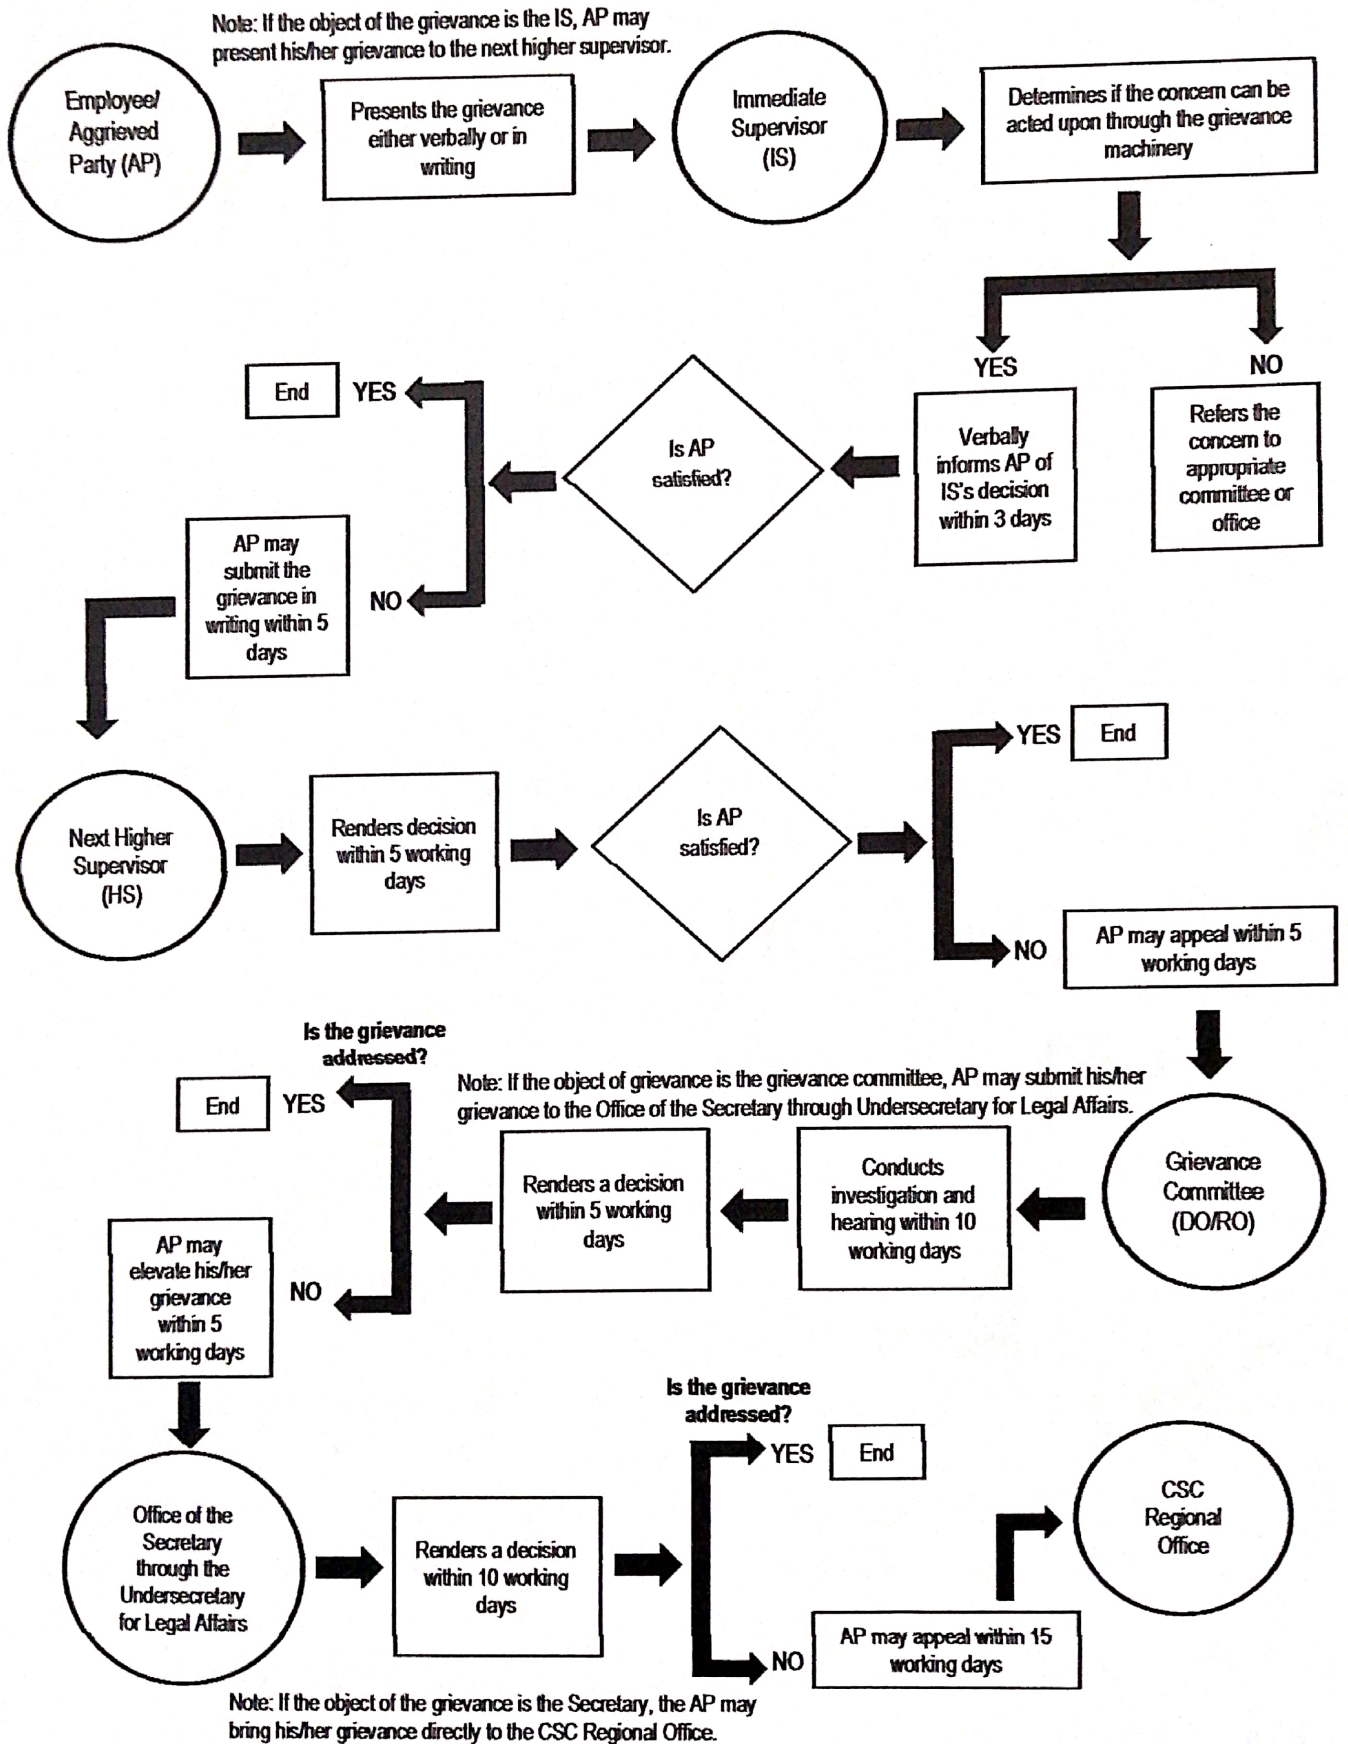 Note: If the object of the grievance is the IS, AP may
present his/her grievance to the next higher supervisor.
Employee/
Aggrieved
Party (AP)
Presents the grievance
either verbally or in
writing
Immediate
Supervisor
(IS)
Determines if the concern can be
acted upon through the grievance
machinery
YES
NO
Verbally
informs AP of
IS's decision
within 3 days
Refers the
concern to
appropriate
committee or
office
Is AP
satisfied?
End
YES
NO
AP may
submit the
grievance in
writing within 5
days
Next Higher
Supervisor
(HS)
Renders decision
within 5 working
days
Is AP
satisfied?
YES
End
NO
AP may appeal within 5
working days
Note: If the object of grievance is the grievance committee, AP may submit his/her
grievance to the Office of the Secretary through Undersecretary for Legal Affairs.
Grievance
Committee
(DO/RO)
Conducts
investigation and
hearing within 10
working days
Renders a decision
within 5 working
days
Is the grievance
addressed?
End
YES
NO
AP may
elevate his/her
grievance
within 5
working days
Office of the
Secretary
through the
Undersecretary
for Legal Affairs
Renders a decision
within 10 working
days
Is the grievance
addressed?
YES
End
NO
AP may appeal within 15
working days
CSC
Regional
Office
Note: If the object of the grievance is the Secretary, the AP may
bring his/her grievance directly to the CSC Regional Office.